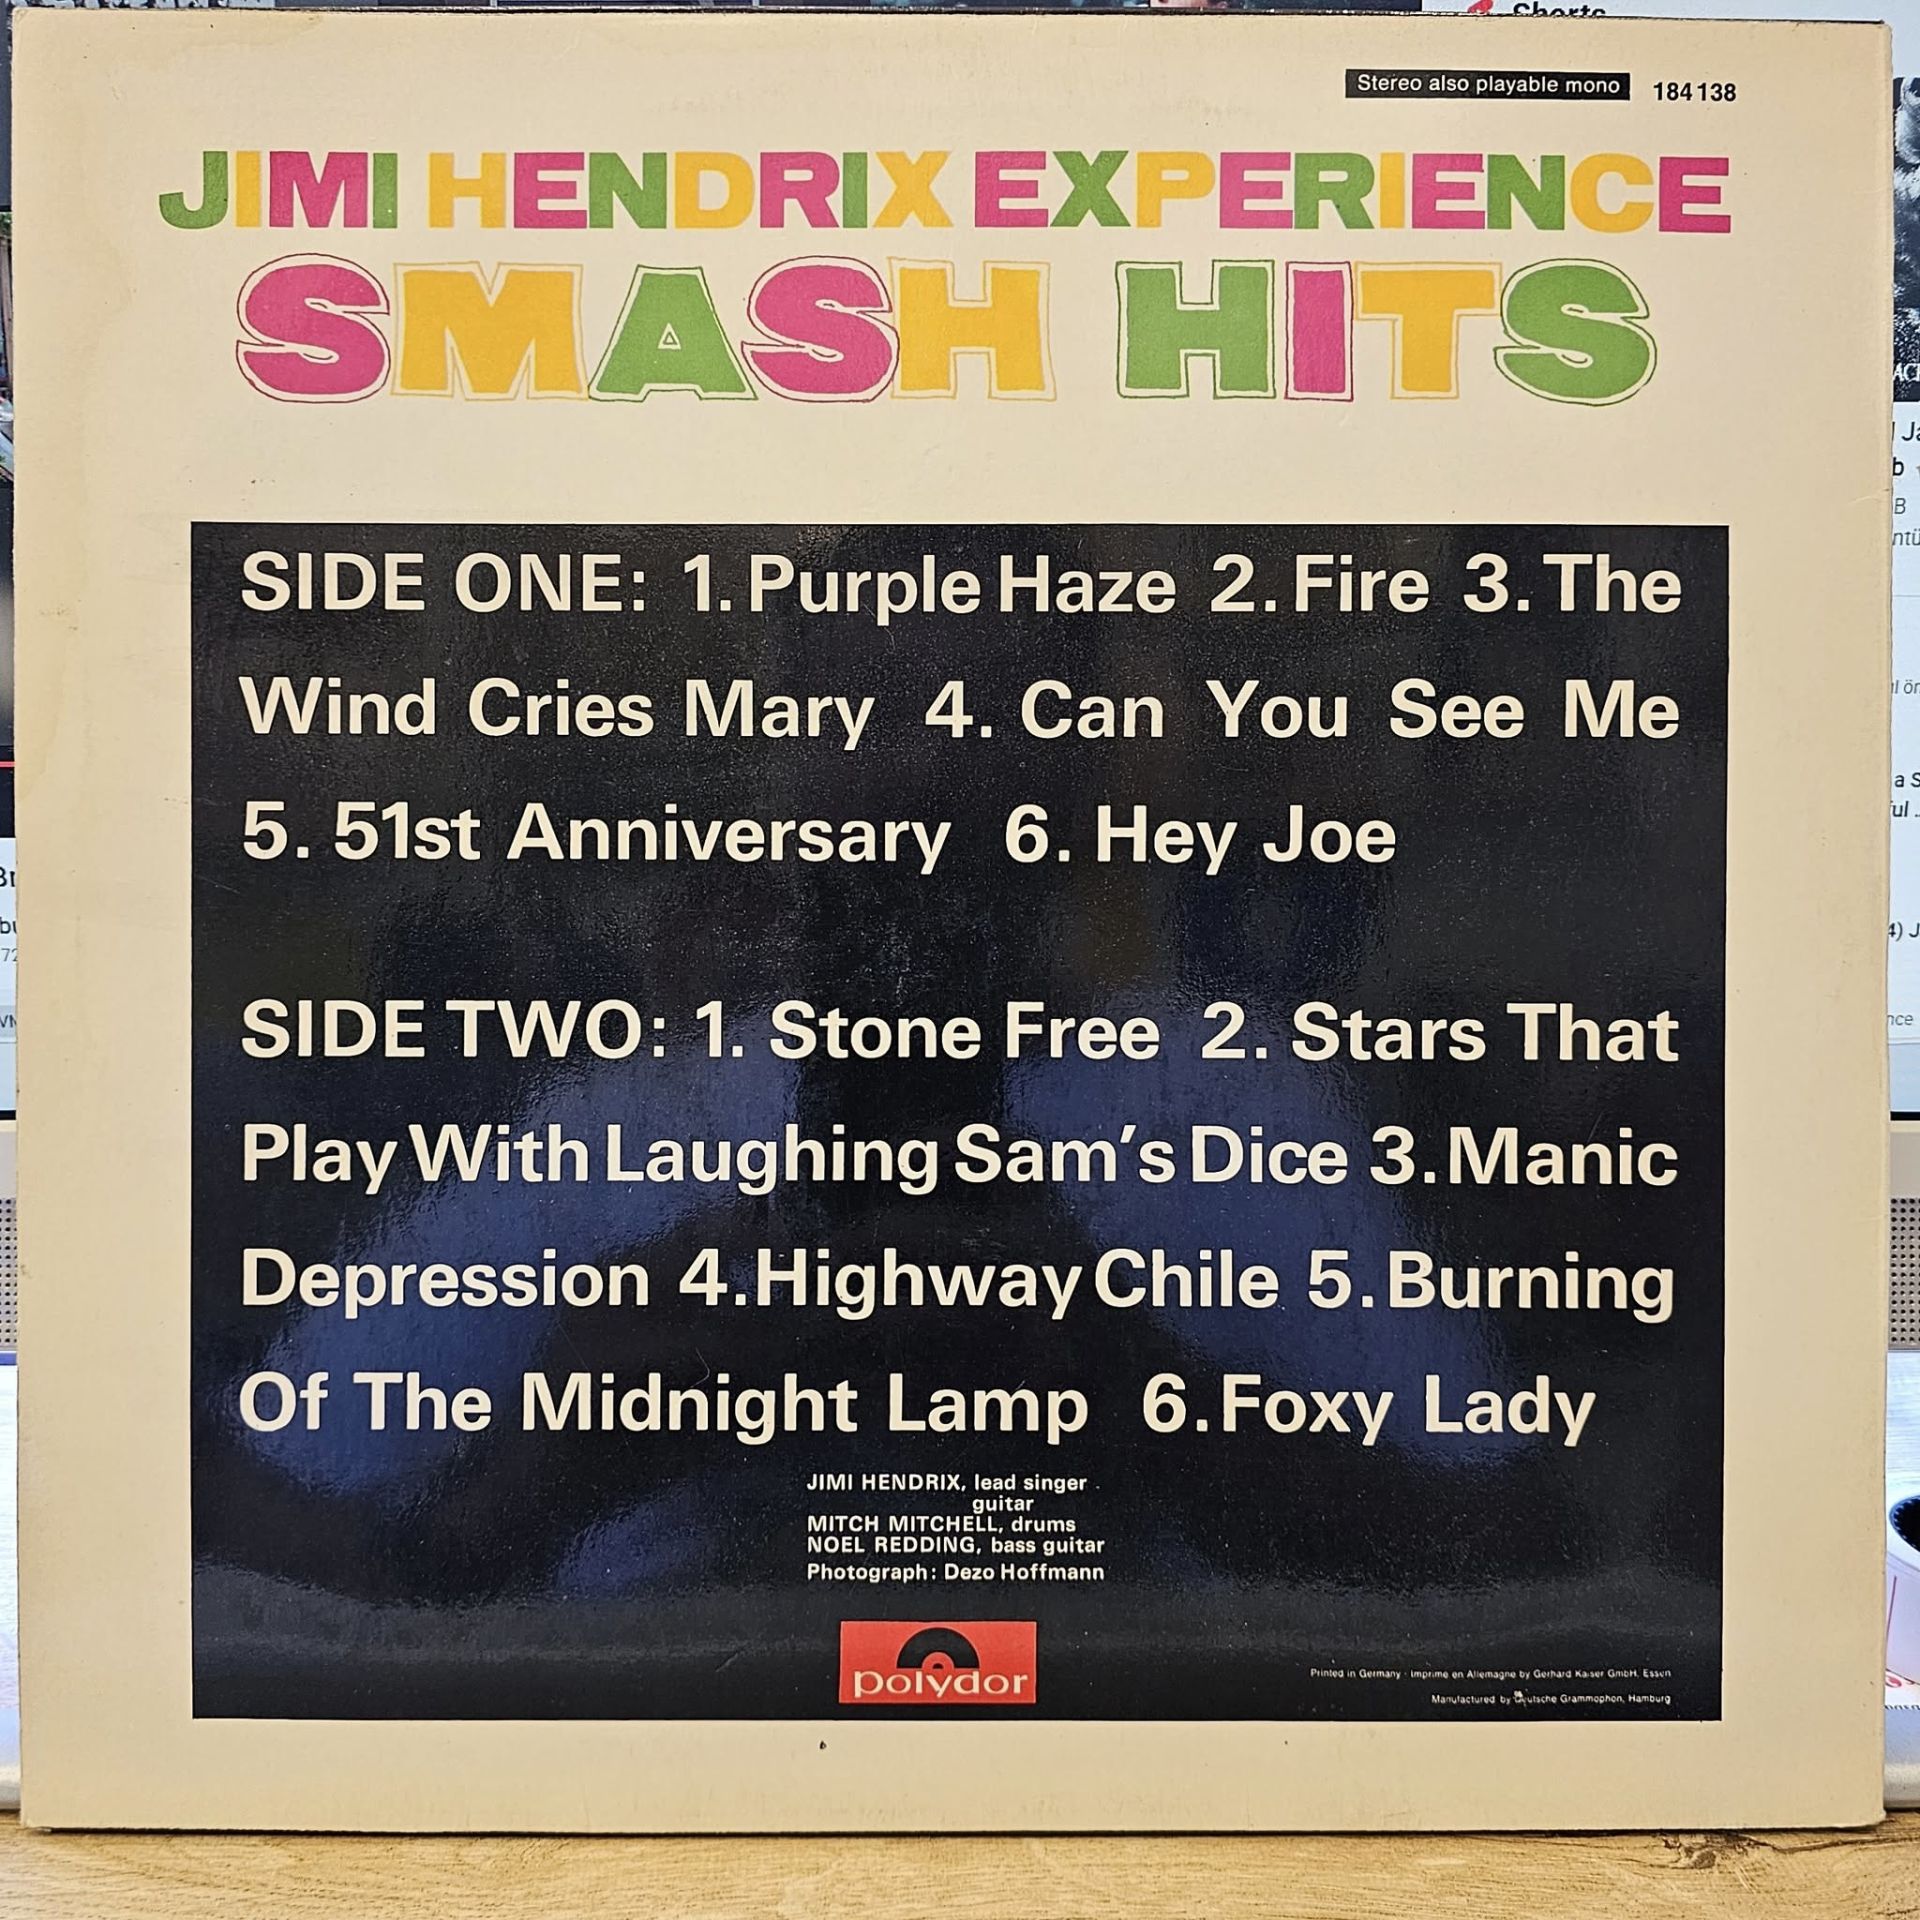 Shorts
Stereo also playable mono 184 138
JIMI HENDRIX EXPERIENCE
SMASH HITS
SIDE ONE: 1. Purple Haze 2. Fire 3. The
Wind Cries Mary 4. Can You See Me
5. 51st Anniversary 6. Hey Joe
SIDE TWO: 1. Stone Free 2. Stars That
Play With Laughing Sam's Dice 3. Manic
Depression 4. Highway Chile 5. Burning
Of The Midnight Lamp 6. Foxy Lady
JIMI HENDRIX, lead singer
guitar
MITCH MITCHELL, drums
NOEL REDDING, bass guitar
Photograph: Dezo Hoffmann
polydor
Printed in Germany · Imprime en Allemagne by Gerhard Kaiser GmbH, Essen
Manufactured by Deutsche Grammophon, Hamburg